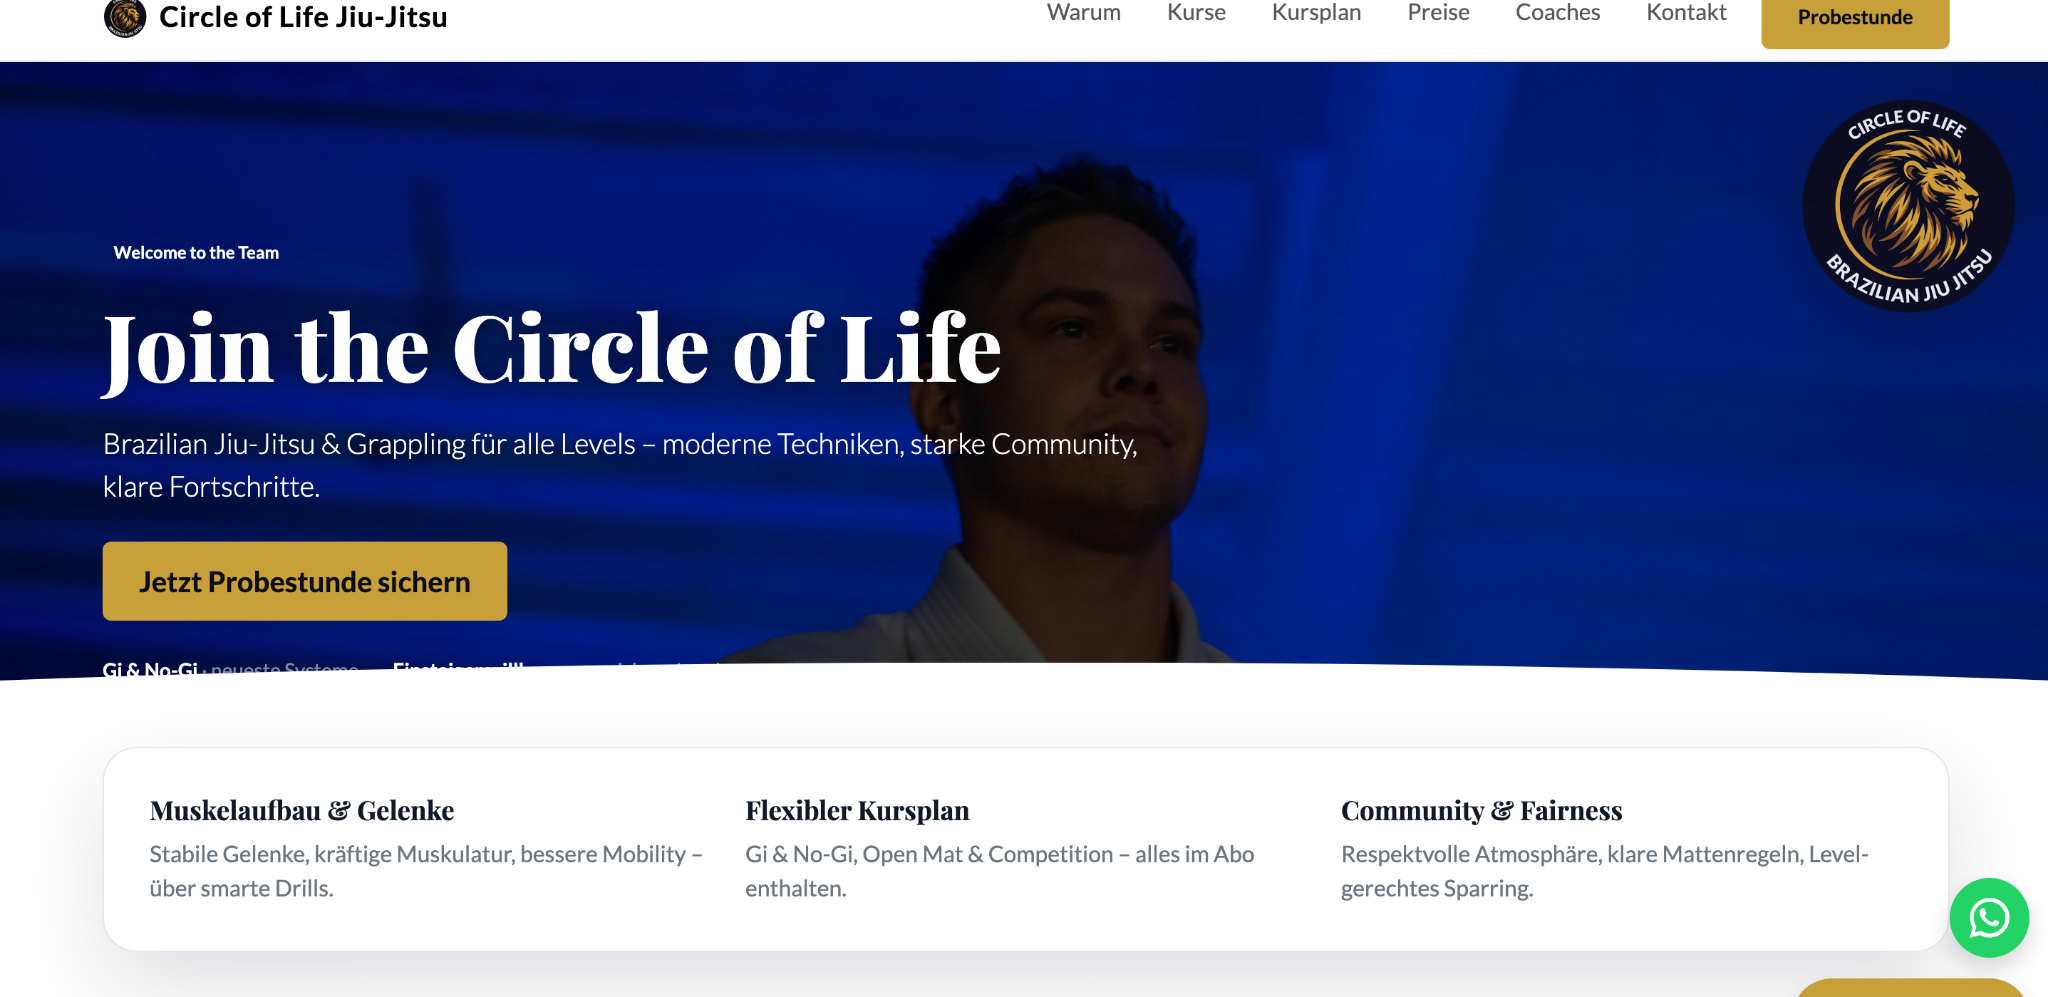 Circle of Life Jiu-Jitsu
Warum Kurse Kursplan Preise Coaches Kontakt Probestunde
CIRCLE OF LIFE
BRAZILIAN JIU JITSU
Welcome to the Team
Join the Circle of Life
Brazilian Jiu-Jitsu & Grappling für alle Levels – moderne Techniken, starke Community,
klare Fortschritte.
Jetzt Probestunde sichern
Gi & No-Gi · neueste Systeme
Muskelaufbau & Gelenke
Stabile Gelenke, kräftige Muskulatur, bessere Mobility –
über smarte Drills.
Flexibler Kursplan
Gi & No-Gi, Open Mat & Competition – alles im Abo
enthalten.
Community & Fairness
Respektvolle Atmosphäre, klare Mattenregeln, Level-
gerechtes Sparring.